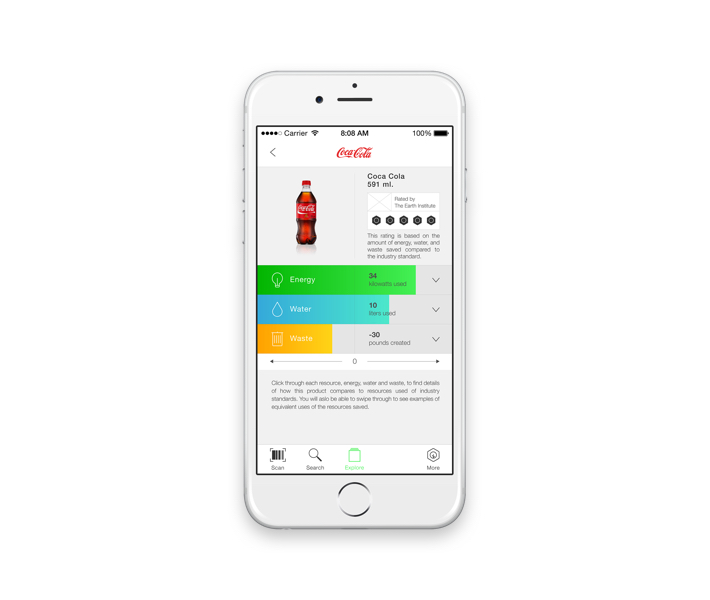 Carrier 8:08 AM 100%
Coca-Cola
Coca Cola
591 ml.
Rated by
The Earth Institute
This rating is based on the
amount of energy, water, and
waste saved compared to
the industry standard.
Energy
34
kilowatts used
Water
10
liters used
Waste
-30
pounds created
0
Click through each resource, energy, water and waste, to find details
of how this product compares to resources used of industry
standards. You will aslo be able to swipe through to see examples of
equivalent uses of the resources saved.
Scan Search Explore More